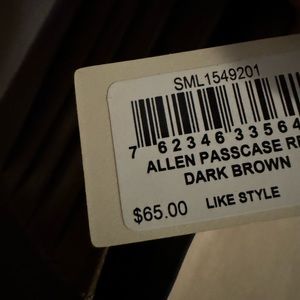 SML1549201
7 62346 33564
ALLEN PASSCASE R
DARK BROWN
$65.00 LIKE STYLE